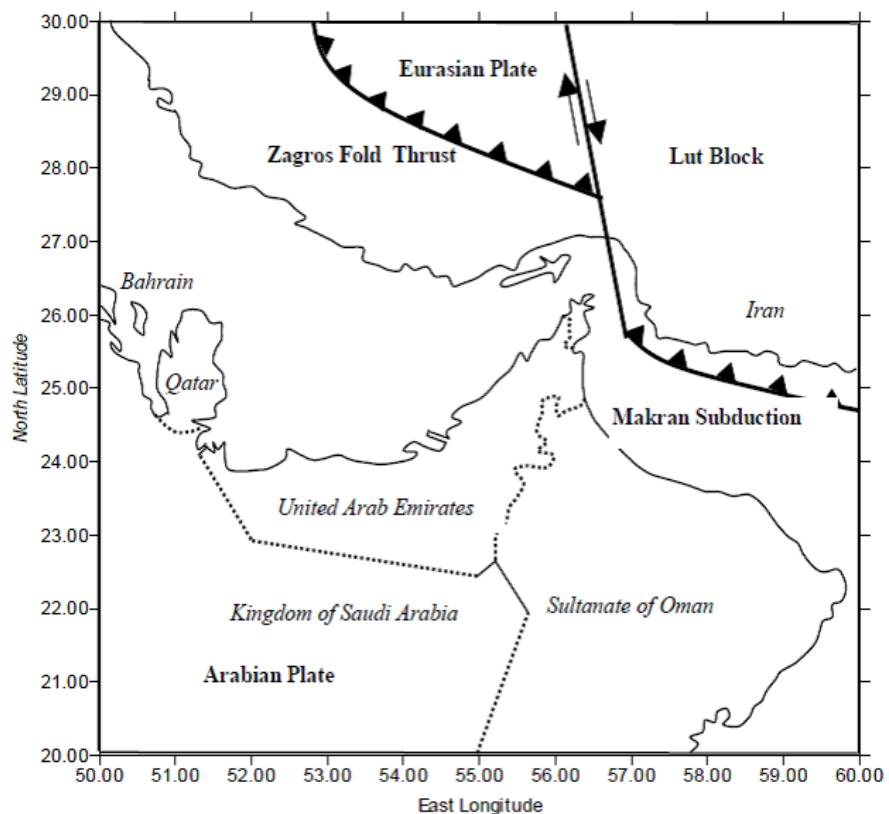 30.00
29.00
28.00
27.00
26.00
25.00
24.00
23.00
22.00
21.00
20.00
North Latitude
Eurasian Plate
Zagros Fold Thrust
Lut Block
Bahrain
Iran
Qatar
Makran Subduction
United Arab Emirates
Kingdom of Saudi Arabia
Sultanate of Oman
Arabian Plate
50.00 51.00 52.00 53.00 54.00 55.00 56.00 57.00 58.00 59.00 60.00
East Longitude